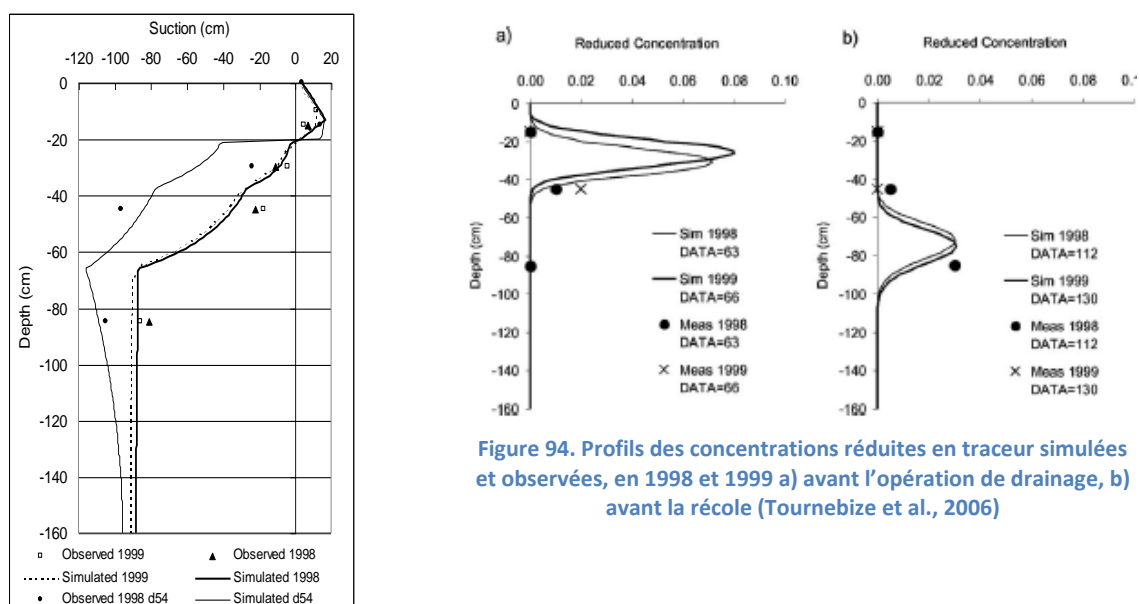 Suction (cm)
-120 -100 -80 -60 -40 -20 0 20
0
-20
-40
-60
-80
-100
-120
-140
-160
Depth (cm)
Observed 1999
Observed 1998
Simulated 1999
Simulated 1998
Observed 1998 d54
Simulated d54
a)
Reduced Concentration
0.00 0.02 0.04 0.06 0.08 0.10
0
-20
-40
-60
-80
-100
-120
-140
-160
Depth (cm)
Sim 1998
DATA=63
Sim 1999
DATA=66
Meas 1998
DATA=63
Meas 1999
DATA=66
b)
Reduced Concentration
0.00 0.02 0.04 0.06 0.08 0.1
0
-20
-40
-60
-80
-100
-120
-140
-160
Depth (cm)
Sim 1998
DATA=112
Sim 1999
DATA=130
Meas 1998
DATA=112
Meas 1999
DATA=130
Figure 94. Profils des concentrations réduites en traceur simulées
et observées, en 1998 et 1999 a) avant l’opération de drainage, b)
avant la récole (Tournebize et al., 2006)